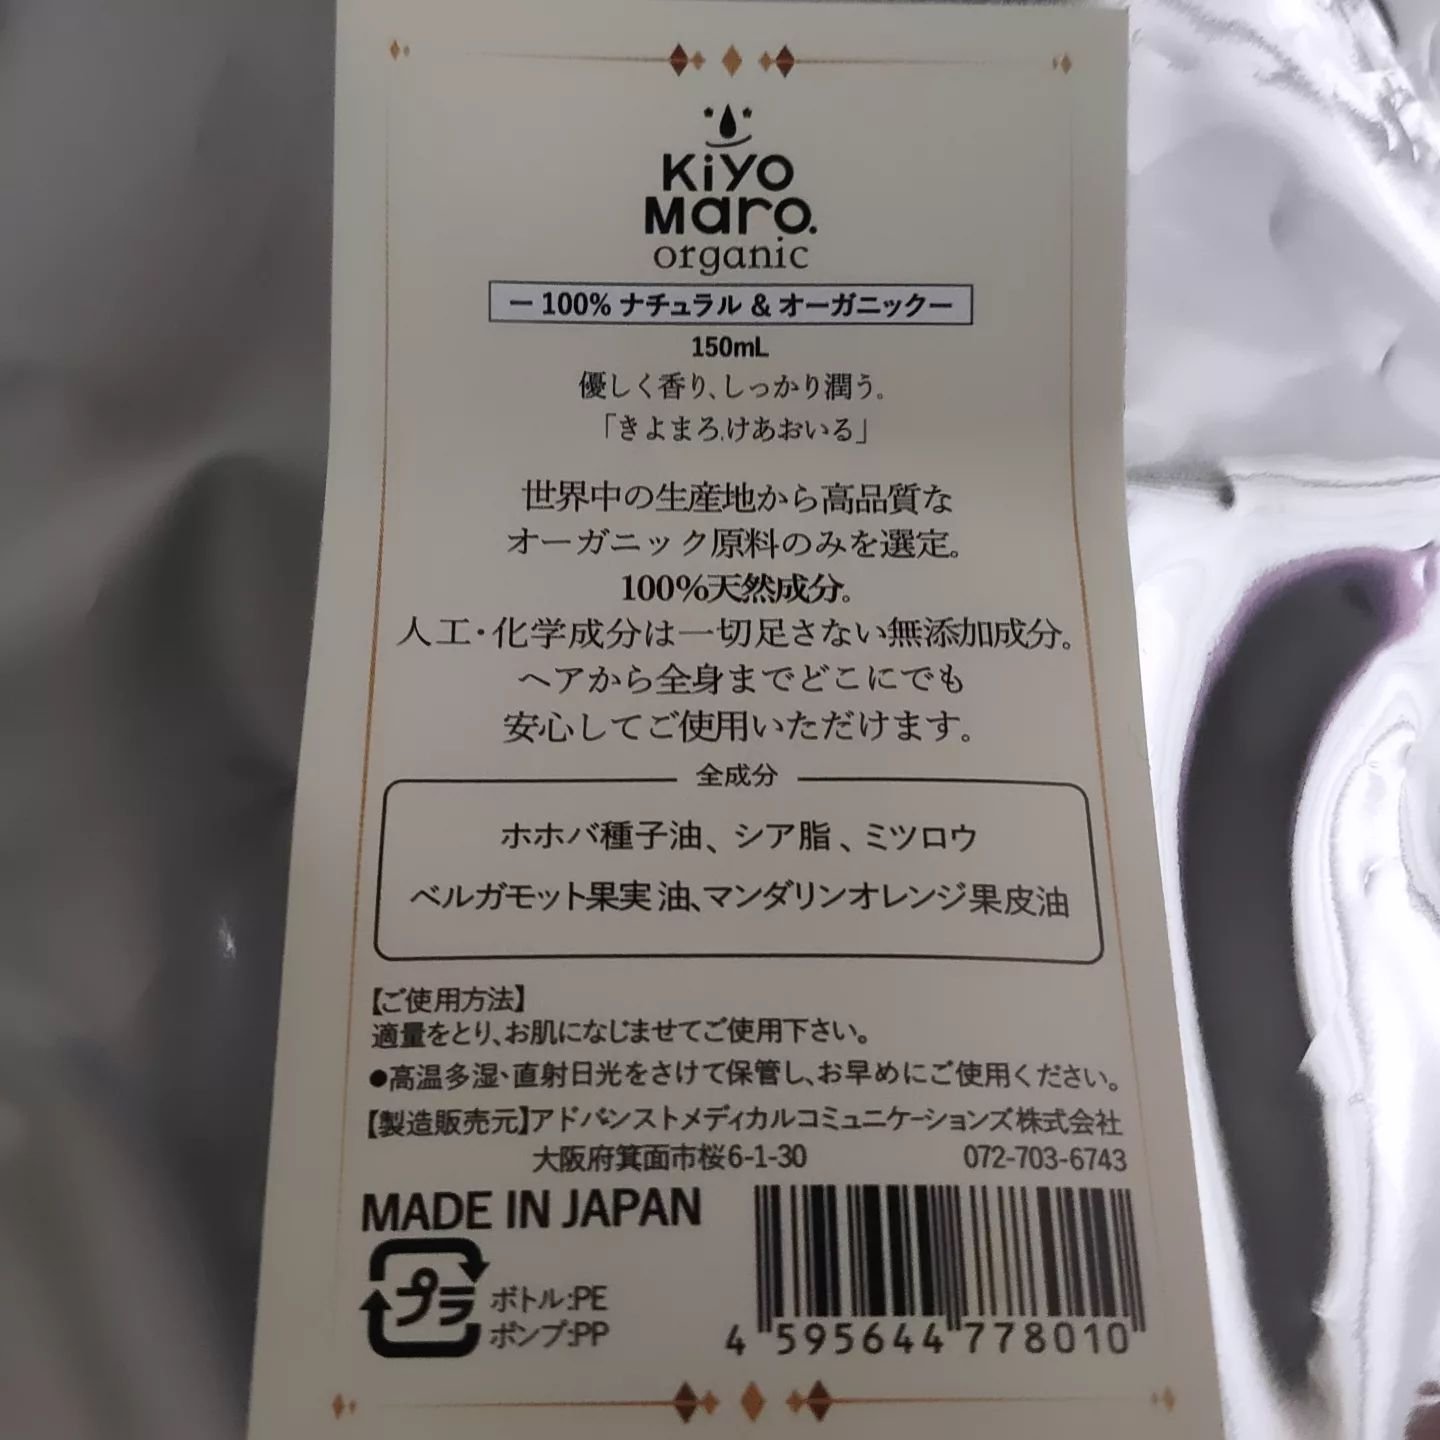 KiYO
MarO.
organic
ー 100% ナチュラル & オーガニックー
150mL
優しく香り、しっかり潤う。
「きよまろ.けあおいる」
世界中の生産地から高品質な
オーガニック原料のみを選定。
100%天然成分。
人工・化学成分は一切足さない無添加成分。
ヘアから全身までどこにでも
安心してご使用いただけます。
全成分
ホホバ種子油、シア脂、ミツロウ
ベルガモット果実油、マンダリンオレンジ果皮油
【ご使用方法】
適量をとり、お肌になじませてご使用下さい。
●高温多湿、直射日光をさけて保管し、お早めにご使用ください。
【製造販売元】アドバンストメディカルコミュニケーションズ株式会社
大阪府箕面市桜6-1-30 072-703-6743
MADE IN JAPAN
プラ
ボトル:PE
ポンプ:PP
4 595644 778010